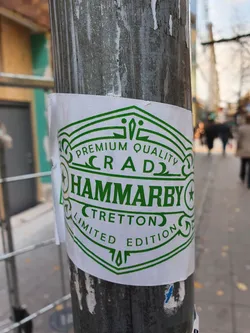 PREMIUM QUALITY
RAD
HAMMARBY
TRETTON
LIMITED EDITION